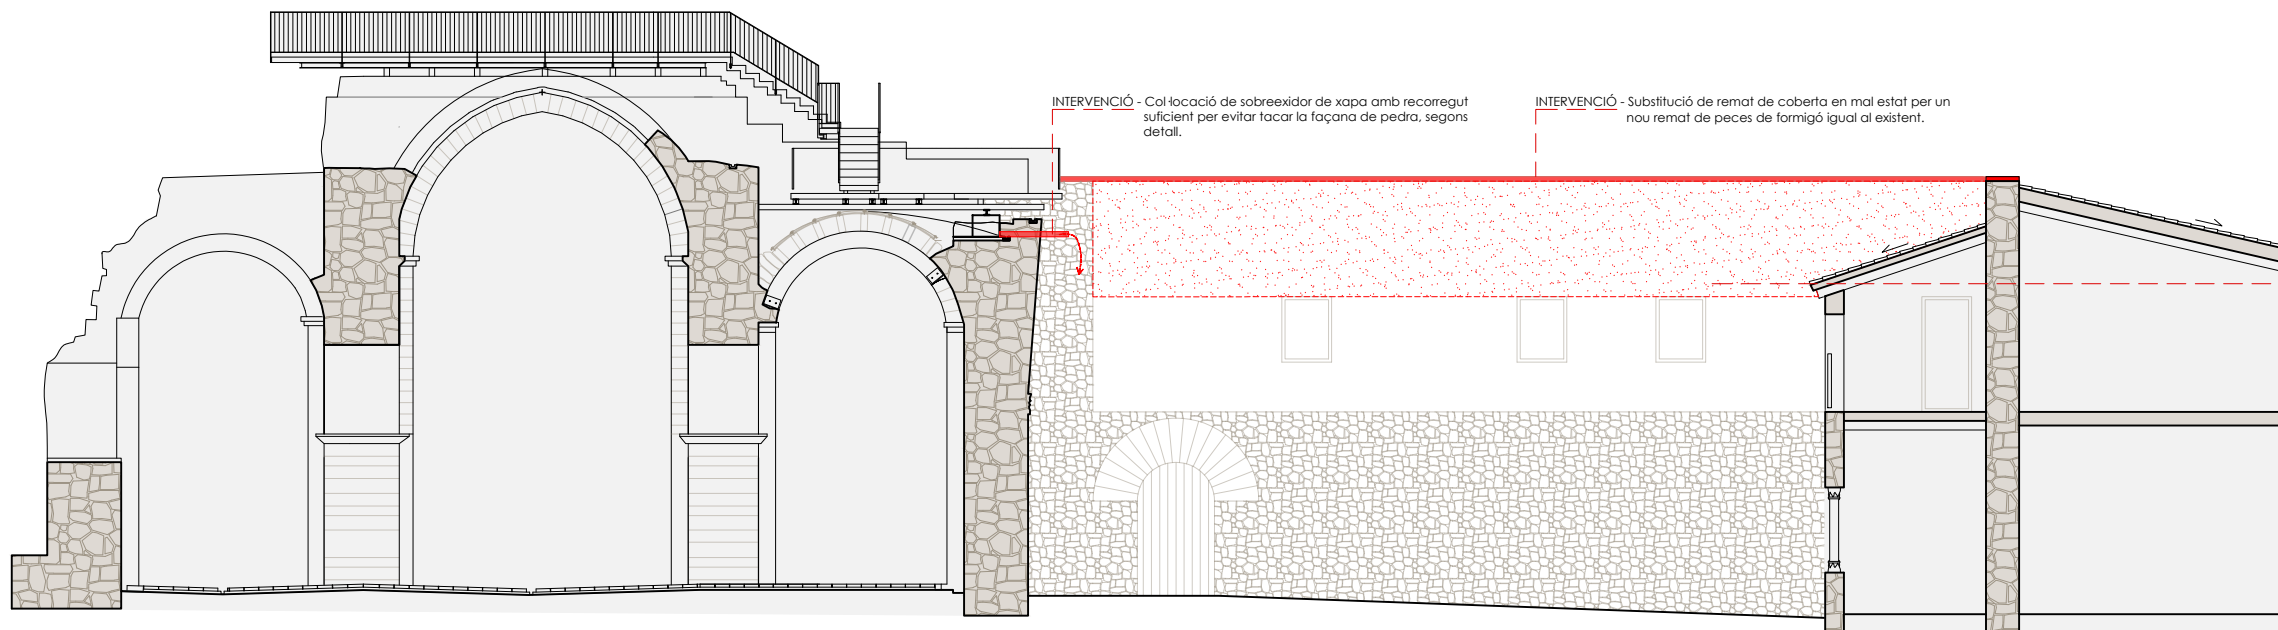 INTERVENCIÓ - Col·locació de sobreeixidor de xapa amb recorregut
suficient per evitar tacar la façana de pedra, segons
detall.
INTERVENCIÓ - Substitució de remat de coberta en mal estat per un
nou remat de peces de formigó igual al existent.